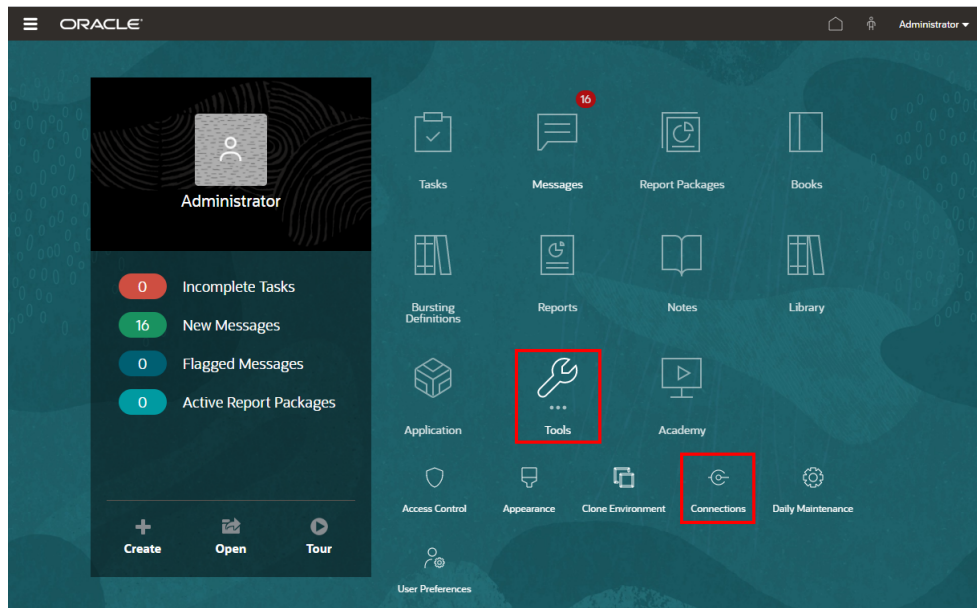 ORACLE
Administrator
16
Tasks
Messages
Report Packages
Books
Administrator
0 Incomplete Tasks
16 New Messages
0 Flagged Messages
0 Active Report Packages
Create
Open
Tour
Bursting
Definitions
Reports
Notes
Library
Application
Tools
Academy
Access Control
Appearance
Clone Environment
Connections
Daily Maintenance
User Preferences